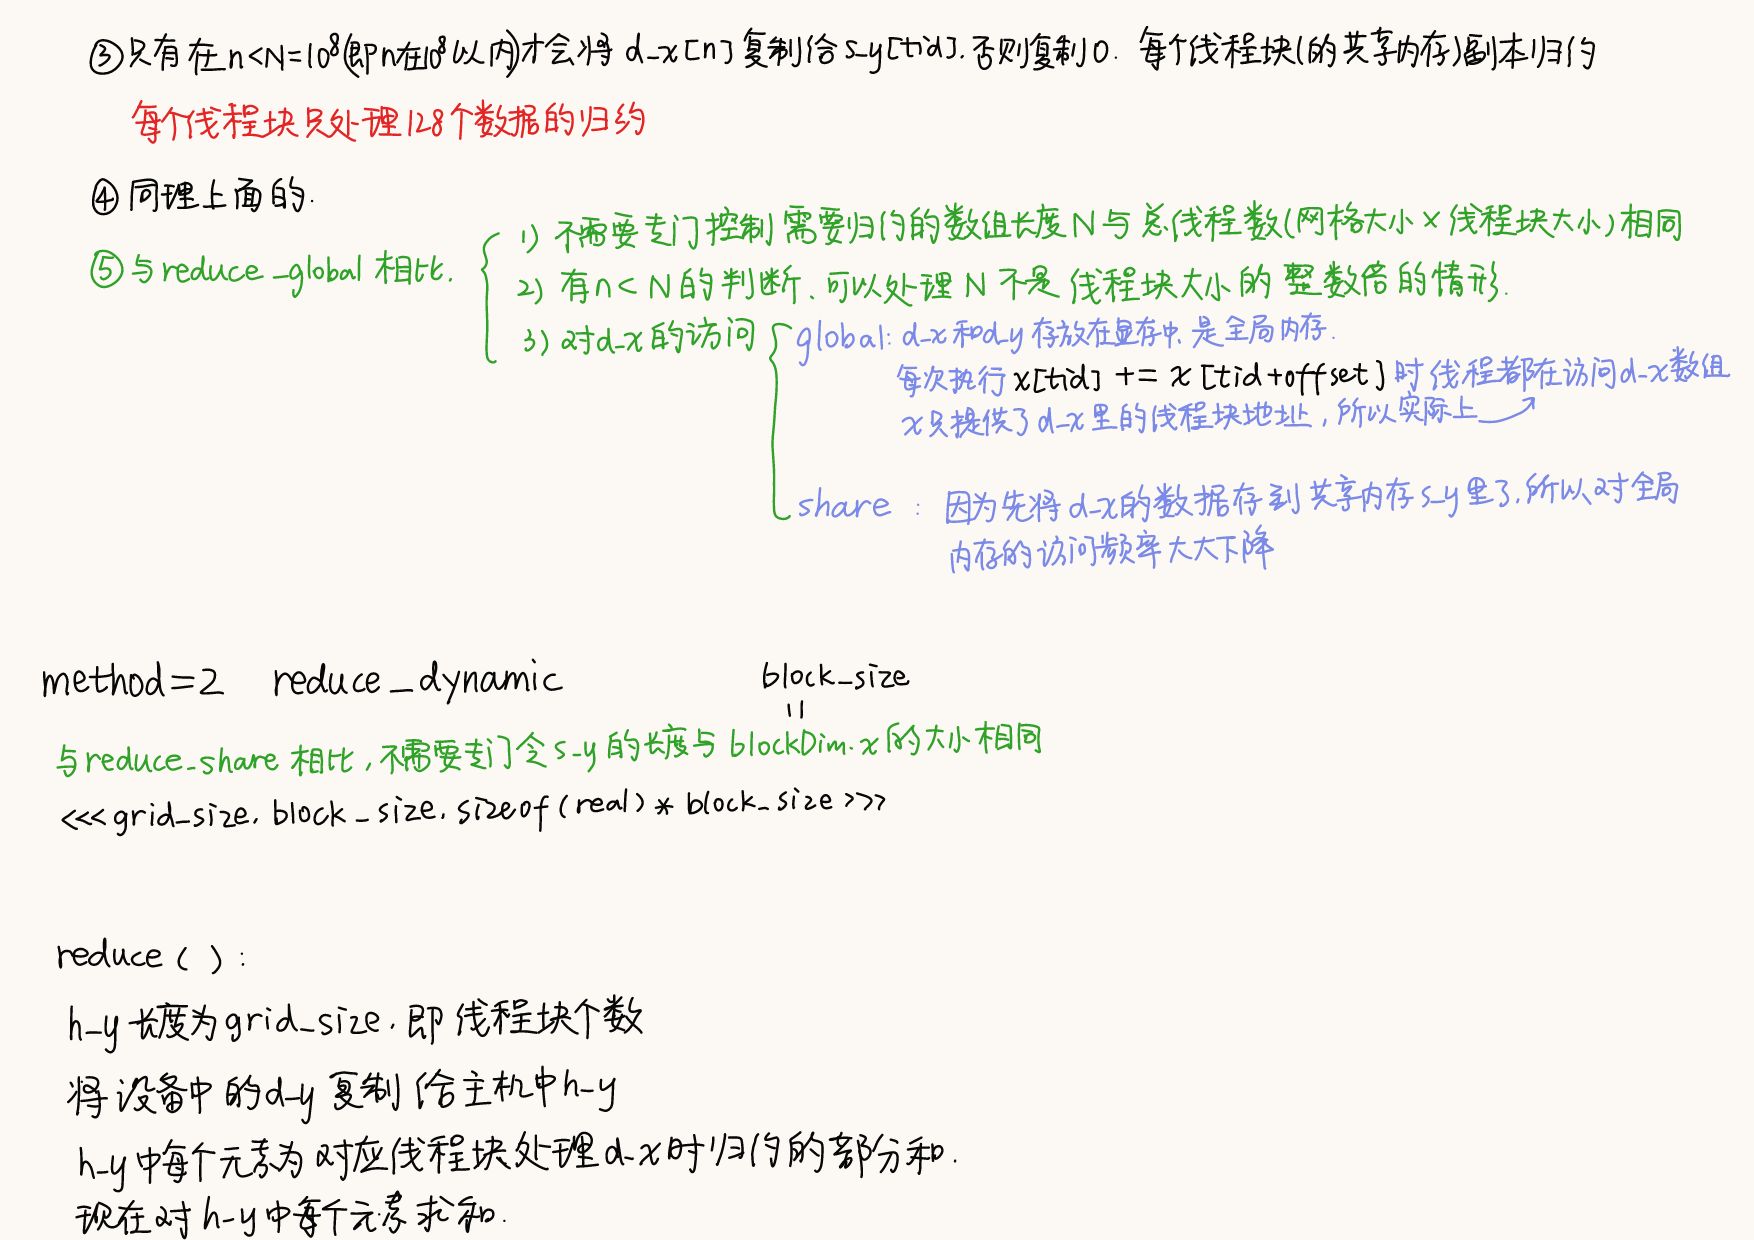 ③只有在n<N=10⁸(即n在10⁸以内)才会将 d_x[n]复制给s_y[tid].否则复制0. 每个线程块(的共享内存)副本归约
每个线程块只处理128个数据的归约
④同理上面的.
⑤与reduce_global 相比.
1) 不需要专门控制需要归约的数组长度N与总线程数(网格大小×线程块大小)相同
2) 有n<N的判断、可以处理N不是线程块大小的整数倍的情形.
3) 对d_x的访问
global: d_x和d_y存放在显存中.是全局内存.
每次执行 x[tid] += x[tid+offset]时线程都在访问d_x数组
x只提供了d_x里的线程块地址,所以实际上
share : 因为先将d_x的数据存到共享内存s_y里了.所以对全局
内存的访问频率大大下降
method=2 reduce_dynamic
block_size
=
与reduce_share 相比,不需要专门令s_y的长度与blockDim.x的大小相同
<<<grid_size, block_size, sizeof(real)*block_size>>>
reduce():
h_y长度为grid_size.即线程块个数
将设备中的d_y复制给主机中h_y
h_y中每个元素为对应线程块处理d_x时归约的部分和.
现在对h_y中每个元素求和.